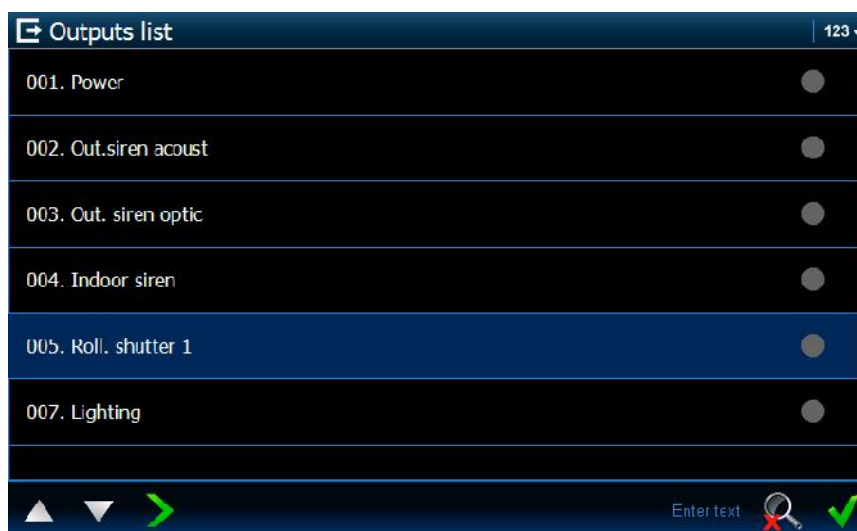 Outputs list
123
001. Power
002. Out.siren acoust
003. Out. siren optic
004. Indoor siren
005. Roll. shutter 1
007. Lighting
Enter text